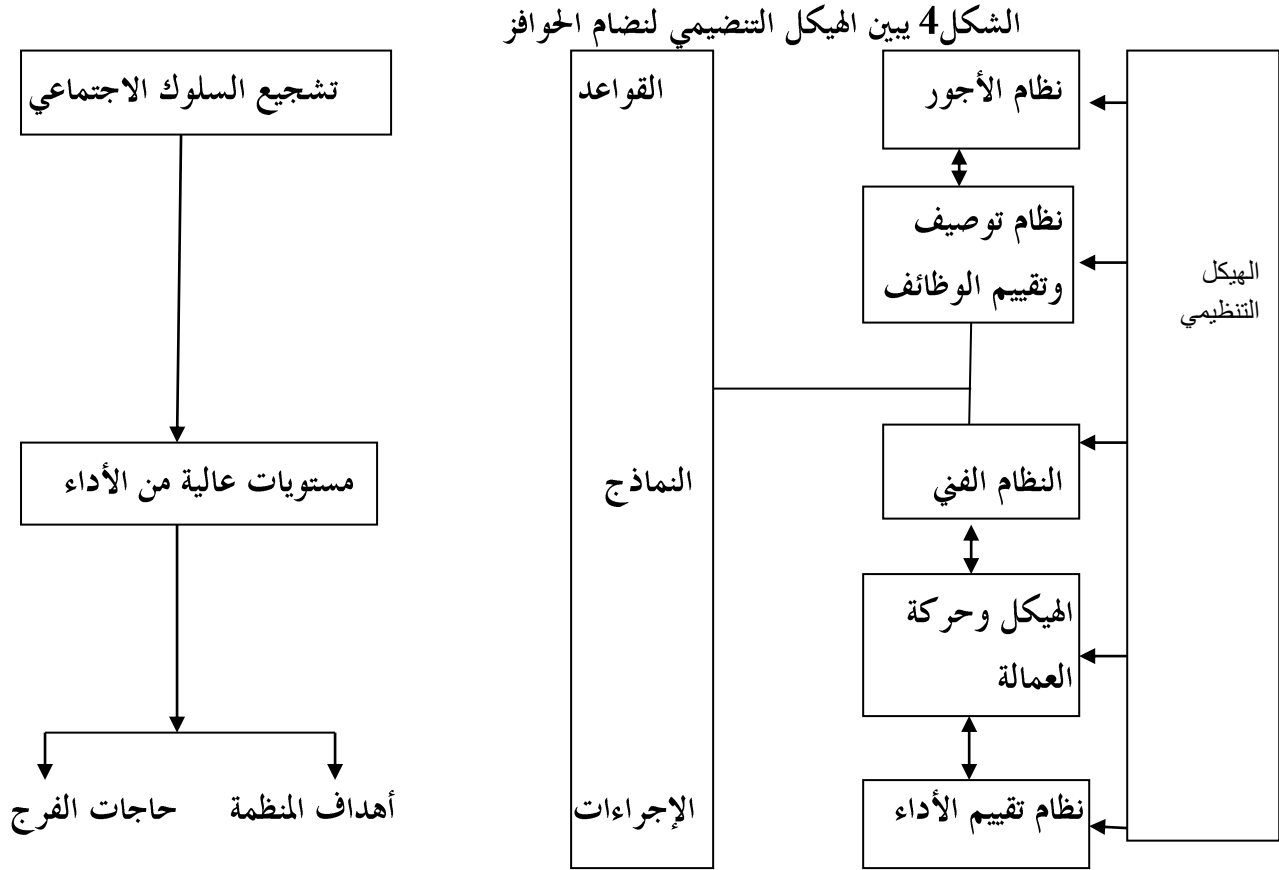 الشكل4 يبين الهيكل التنضيمي لنضام الحوافز
الهيكل
التنظيمي
نظام الأجور
نظام توصيف
وتقييم الوظائف
النظام الفني
الهيكل وحركة
العمالة
نظام تقييم الأداء
القواعد
النماذج
الإجراءات
تشجيع السلوك الاجتماعي
مستويات عالية من الأداء
أهداف المنظمة
حاجات الفرج